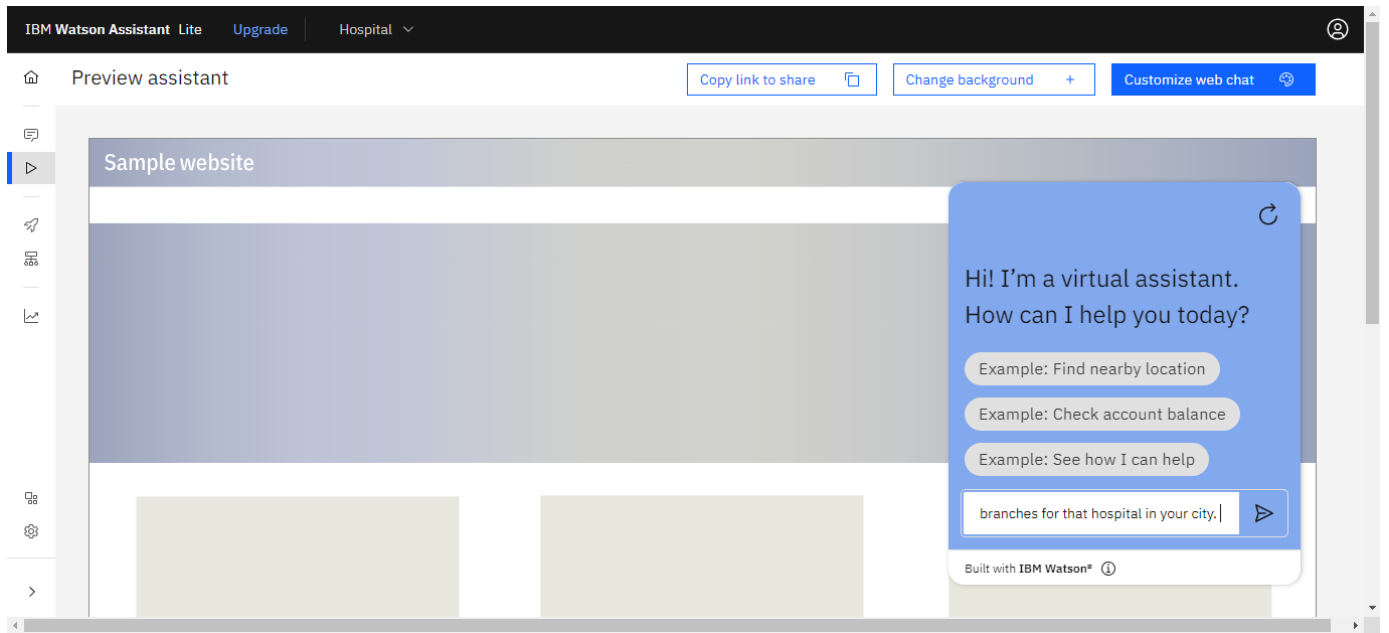 IBM Watson Assistant Lite Upgrade Hospital
Preview assistant Copy link to share Change background + Customize web chat
Sample website
Hi! I'm a virtual assistant.
How can I help you today?
Example: Find nearby location
Example: Check account balance
Example: See how I can help
branches for that hospital in your city.
Built with IBM Watson®